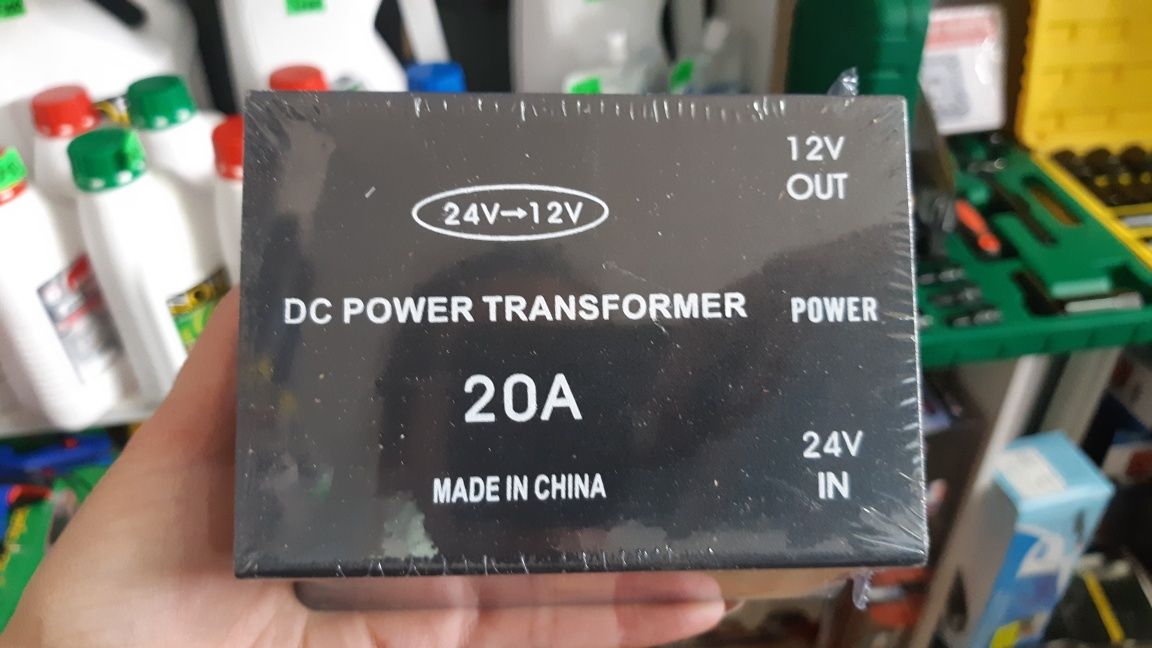 12V
OUT
24V→12V
DC POWER TRANSFORMER
POWER
20A
24V
IN
MADE IN CHINA